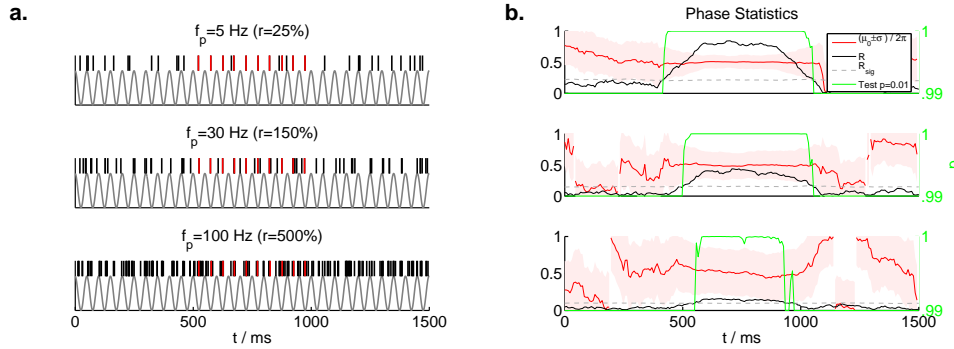 a.
f_p=5 Hz (r=25%)
f_p=30 Hz (r=150%)
f_p=100 Hz (r=500%)
0 500 1000 1500
t / ms
b.
Phase Statistics
1
0.5
0
1
.99
(μ_0±σ) / 2π
R
R_sig
Test p=0.01
1
0.5
0
1
.99
1
0.5
0
1
.99
0 500 1000 1500
t / ms